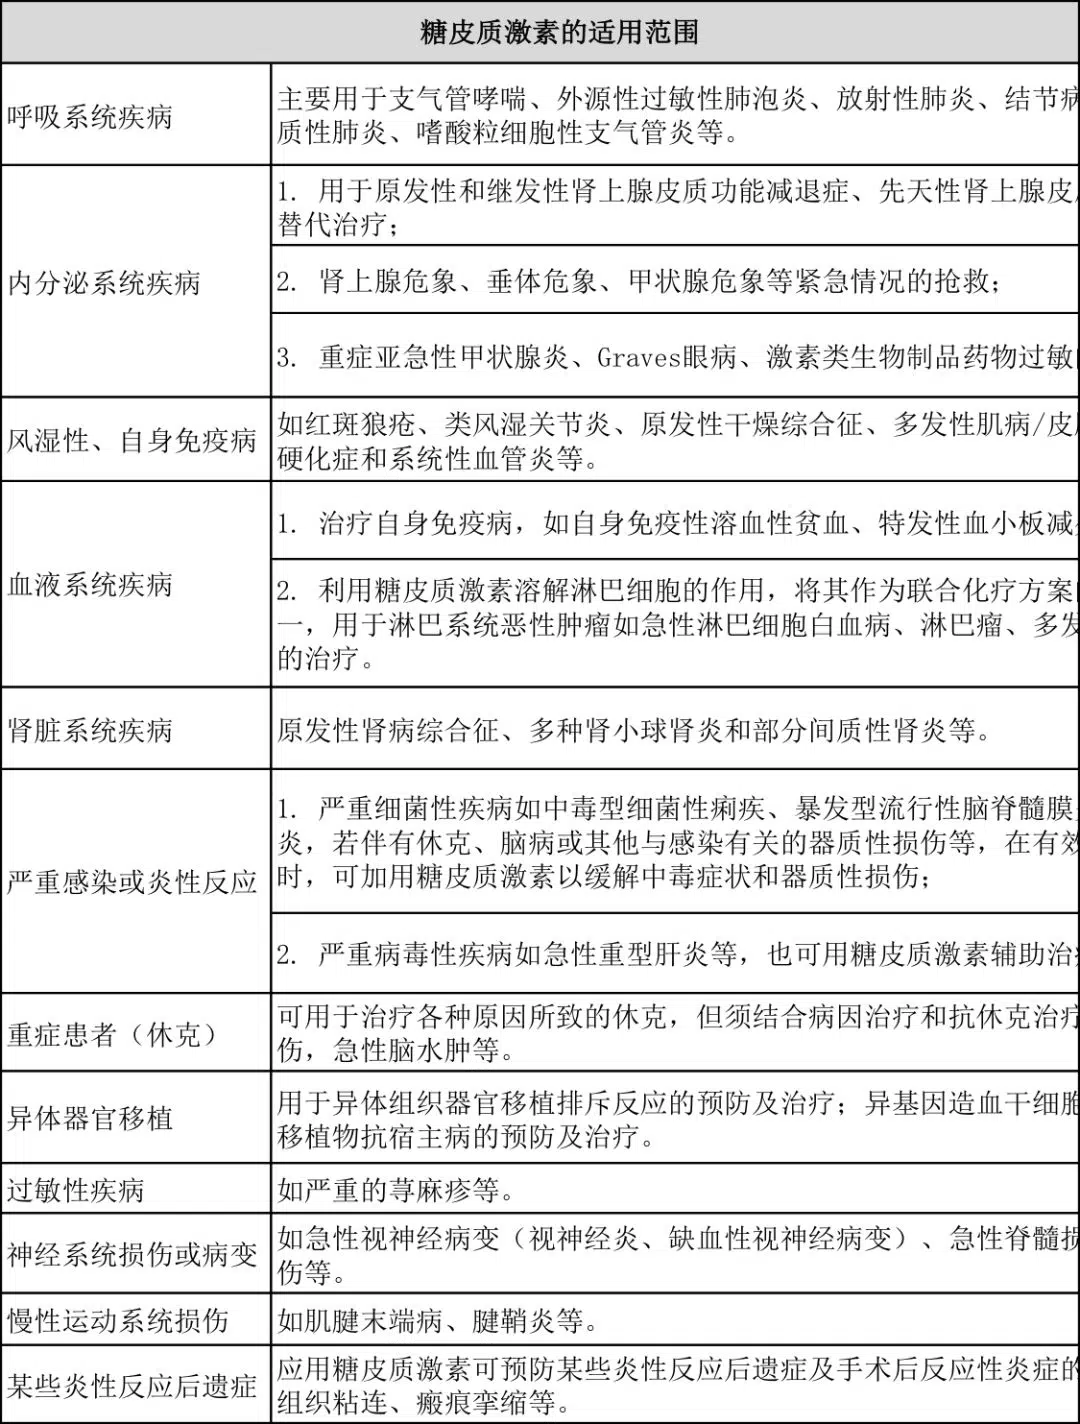 糖皮质激素的适用范围
呼吸系统疾病
主要用于支气管哮喘、外源性过敏性肺泡炎、放射性肺炎、结节病
质性肺炎、嗜酸粒细胞性支气管炎等。
内分泌系统疾病
1. 用于原发性和继发性肾上腺皮质功能减退症、先天性肾上腺皮
替代治疗；
2. 肾上腺危象、垂体危象、甲状腺危象等紧急情况的抢救；
3. 重症亚急性甲状腺炎、Graves眼病、激素类生物制品药物过敏
风湿性、自身免疫病
如红斑狼疮、类风湿关节炎、原发性干燥综合征、多发性肌病/皮
硬化症和系统性血管炎等。
血液系统疾病
1. 治疗自身免疫病，如自身免疫性溶血性贫血、特发性血小板减
2. 利用糖皮质激素溶解淋巴细胞的作用，将其作为联合化疗方案
一，用于淋巴系统恶性肿瘤如急性淋巴细胞白血病、淋巴瘤、多发
的治疗。
肾脏系统疾病
原发性肾病综合征、多种肾小球肾炎和部分间质性肾炎等。
严重感染或炎性反应
1. 严重细菌性疾病如中毒型细菌性痢疾、暴发型流行性脑脊髓膜
炎，若伴有休克、脑病或其他与感染有关的器质性损伤等，在有效
时，可加用糖皮质激素以缓解中毒症状和器质性损伤；
2. 严重病毒性疾病如急性重型肝炎等，也可用糖皮质激素辅助治
重症患者（休克）
可用于治疗各种原因所致的休克，但须结合病因治疗和抗休克治疗
伤，急性脑水肿等。
异体器官移植
用于异体组织器官移植排斥反应的预防及治疗；异基因造血干细胞
移植物抗宿主病的预防及治疗。
过敏性疾病
如严重的荨麻疹等。
神经系统损伤或病变
如急性视神经病变（视神经炎、缺血性视神经病变）、急性脊髓损
伤等。
慢性运动系统损伤
如肌腱末端病、腱鞘炎等。
某些炎性反应后遗症
应用糖皮质激素可预防某些炎性反应后遗症及手术后反应性炎症的
组织粘连、瘢痕挛缩等。